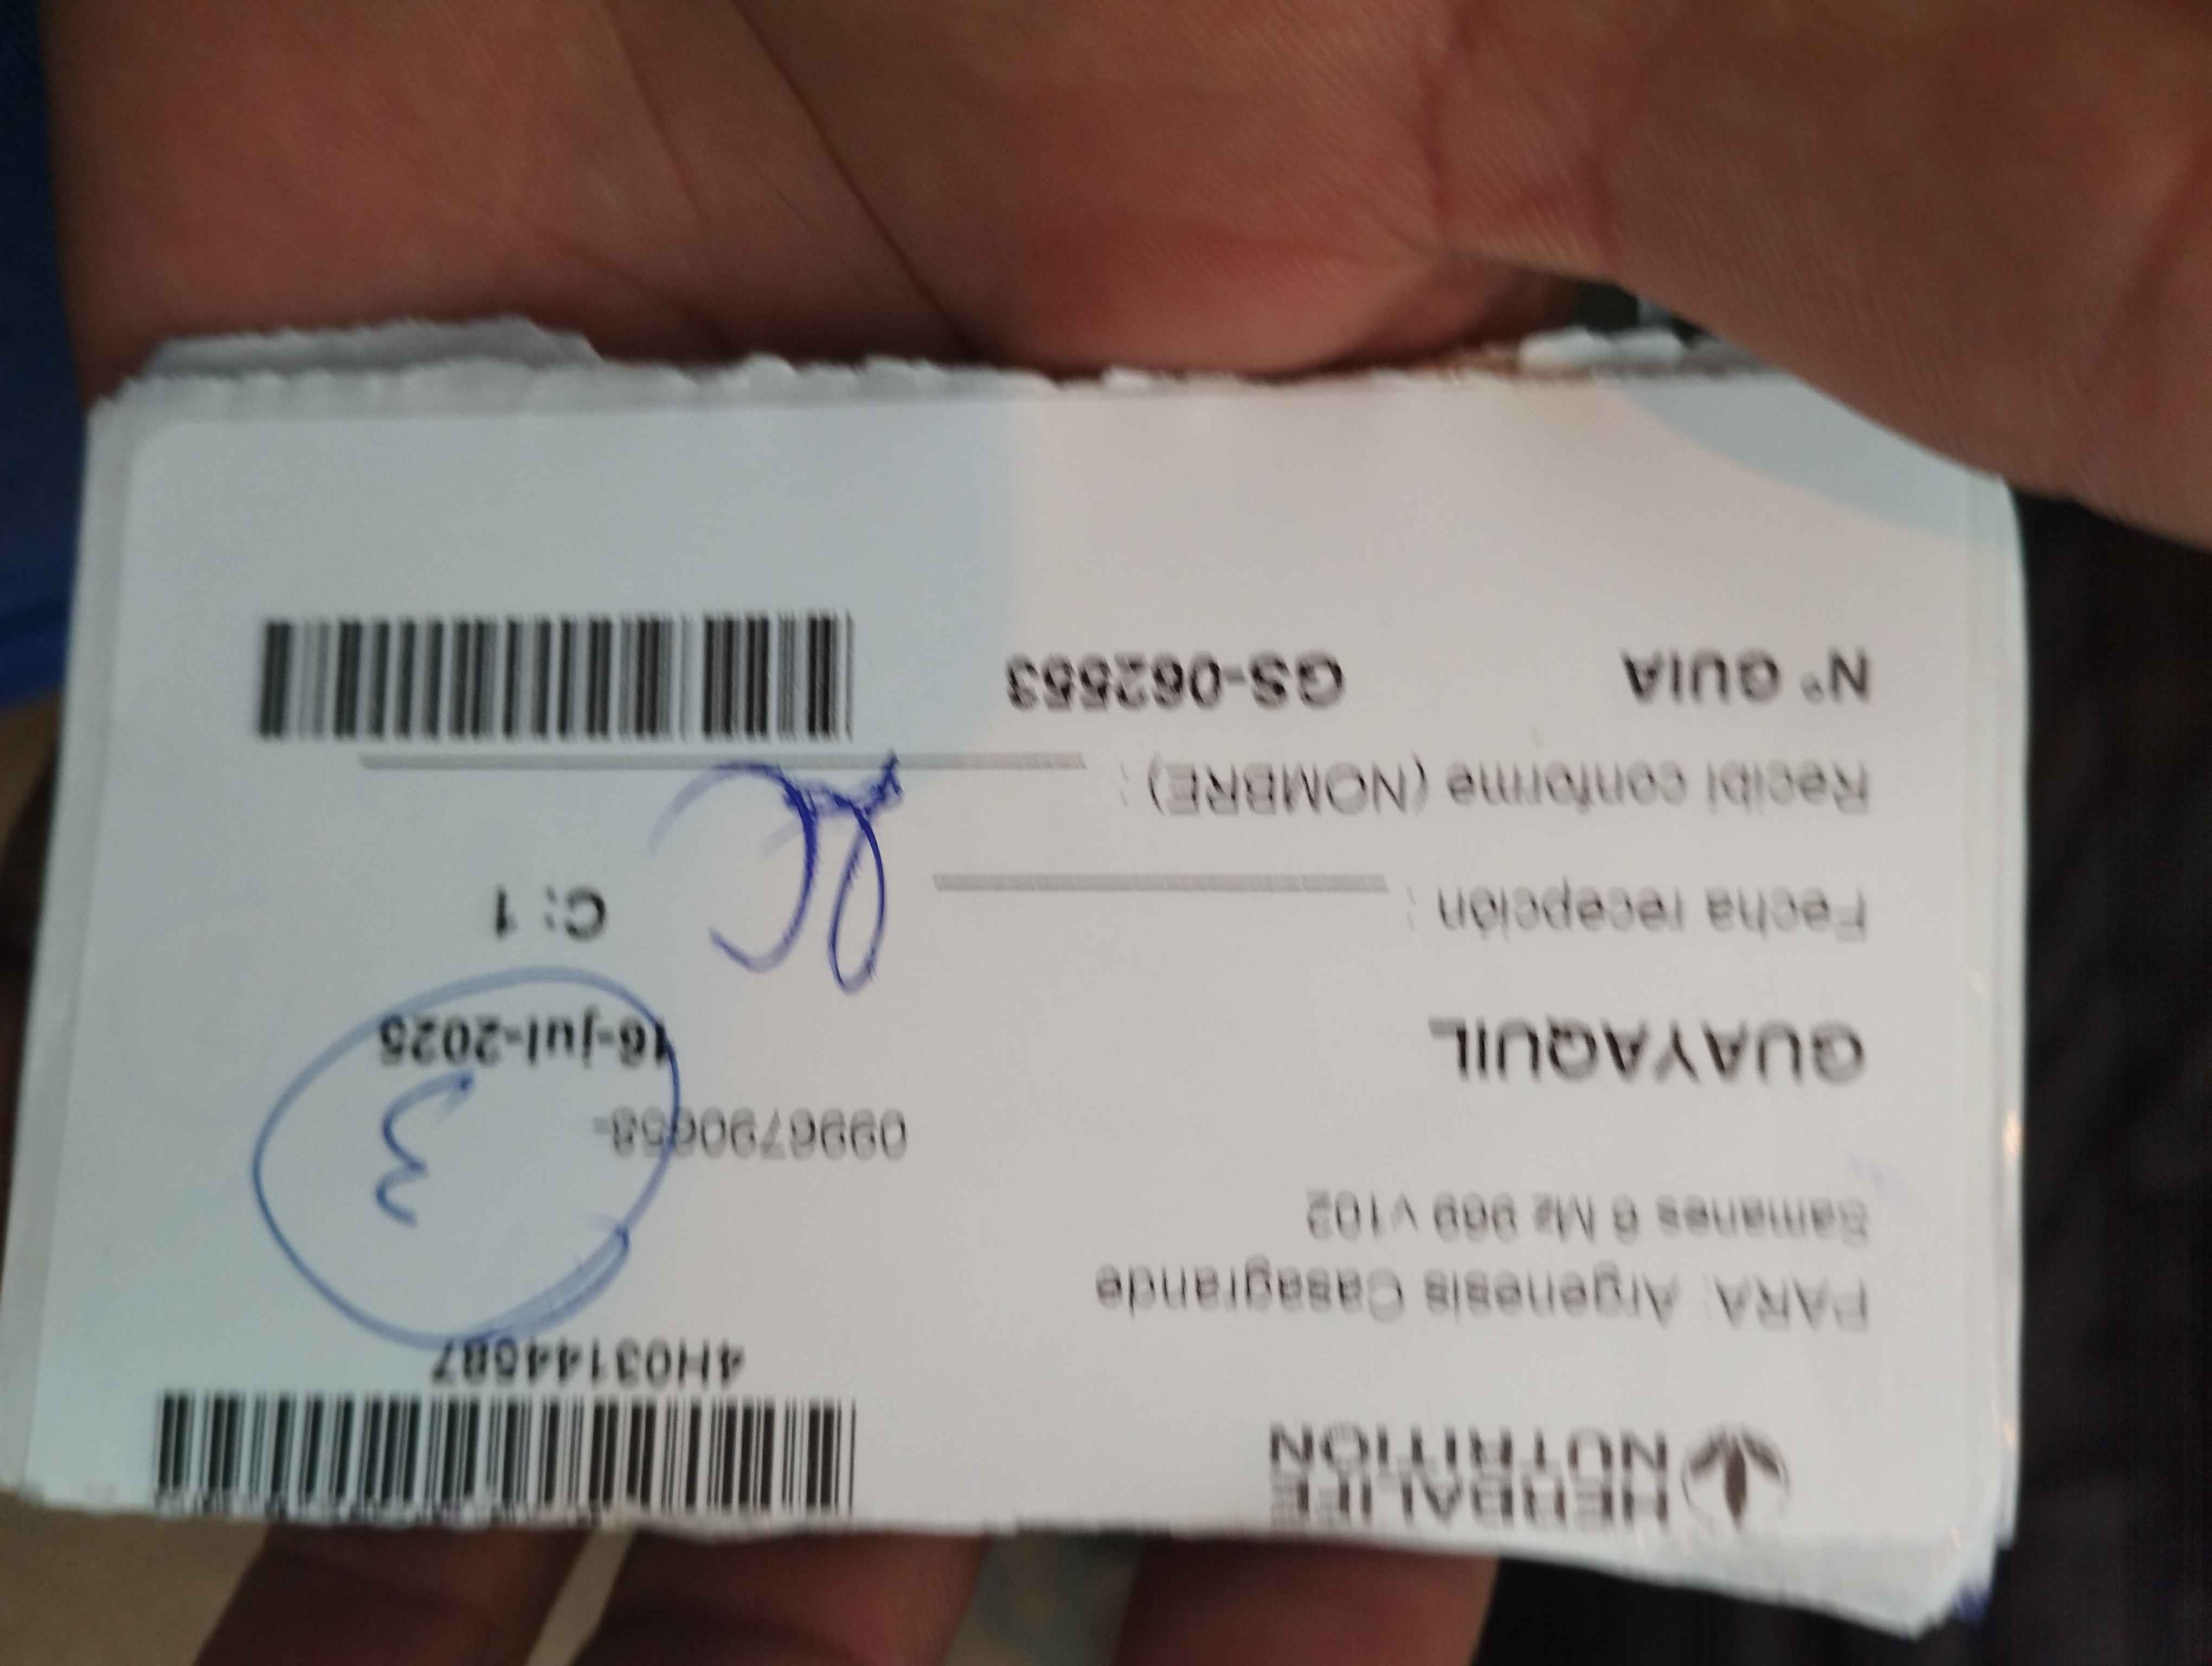 HERBALIFE
NUTRITION
4H03144587
PARA: Argenesis Casagrande
Samanes 6 Mz 969 v102
0996790658-
GUAYAQUIL
16-jul-2025
3
Fecha recepción :
C: 1
Recibí conforme (NOMBRE) :
N° GUIA GS-062553